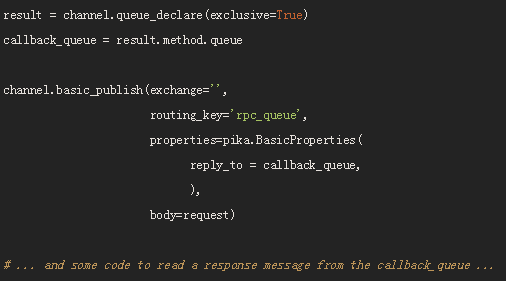 result = channel.queue_declare(exclusive=True)
callback_queue = result.method.queue
channel.basic_publish(exchange='',
routing_key='rpc_queue',
properties=pika.BasicProperties(
reply_to = callback_queue,
),
body=request)
# ... and some code to read a response message from the callback_queue ...